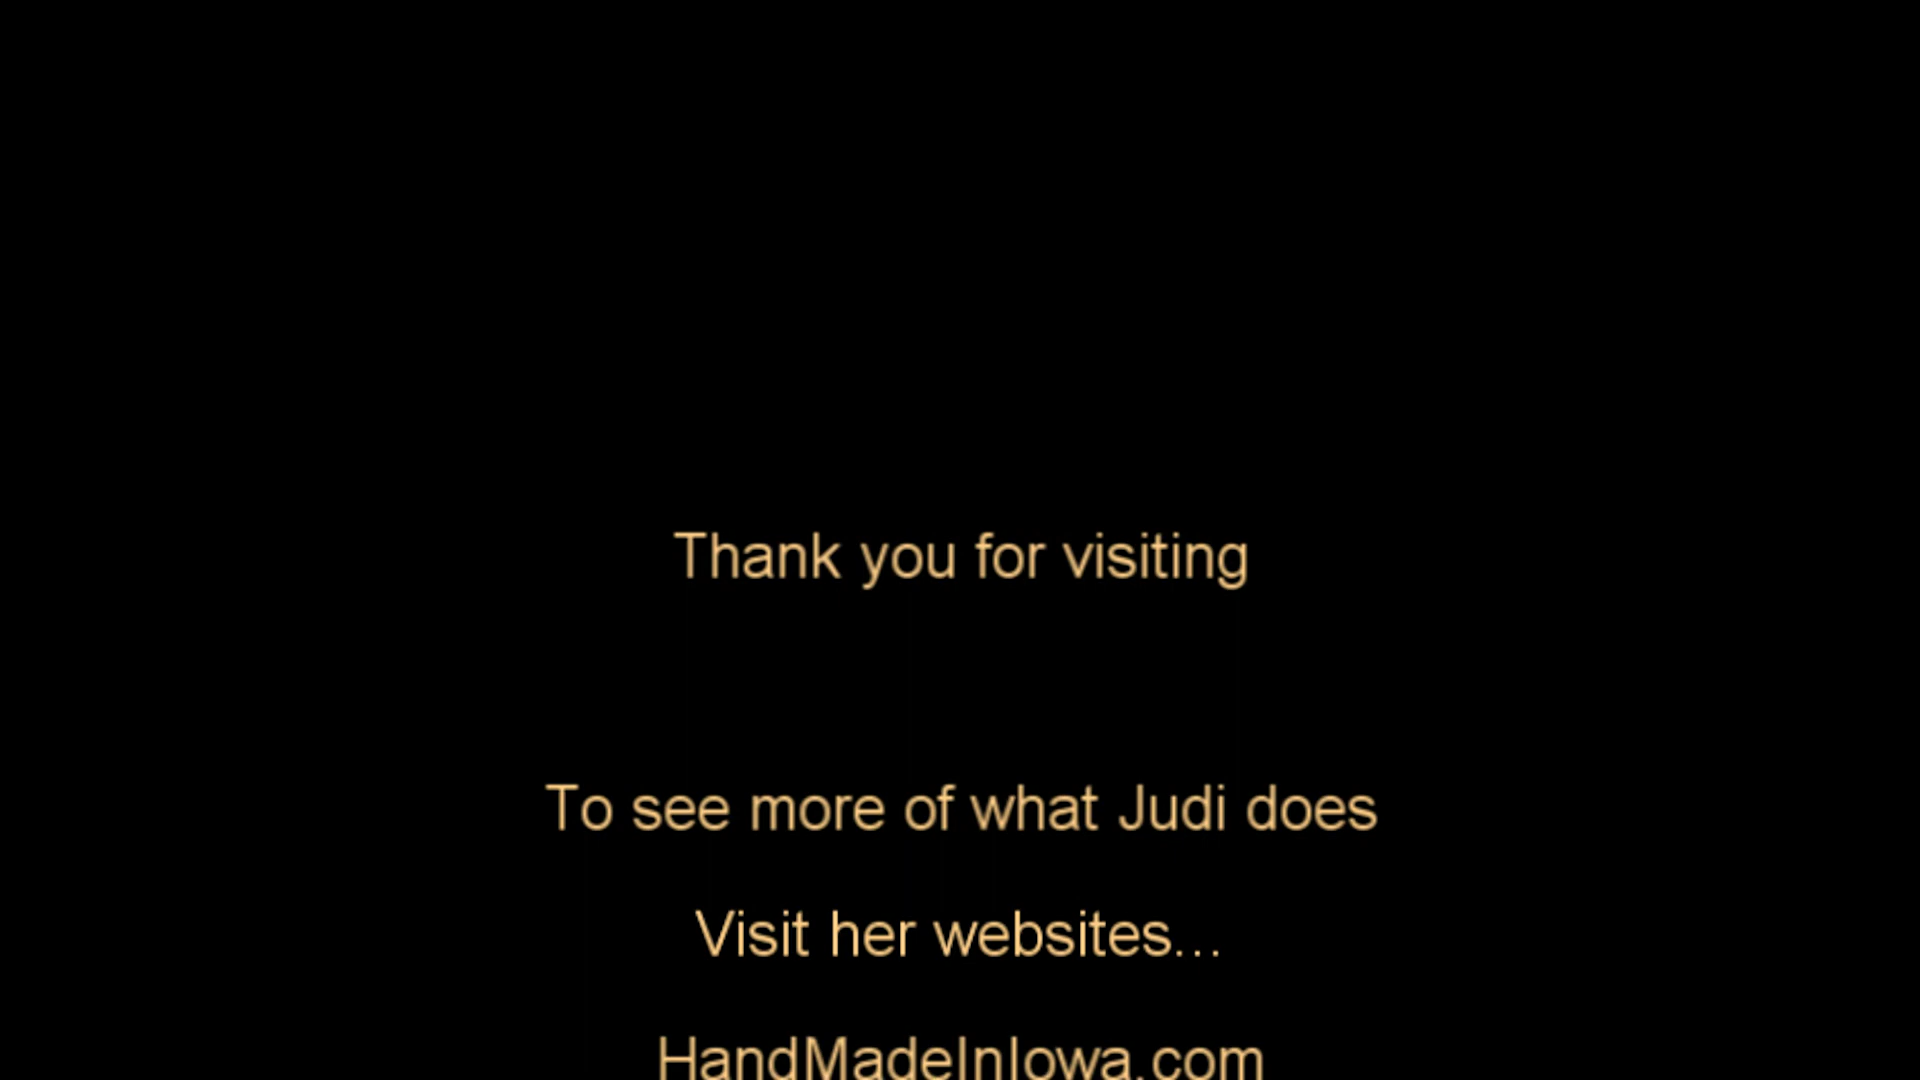 Thank you for visiting
To see more of what Judi does
Visit her websites...
HandMadeInIowa.com